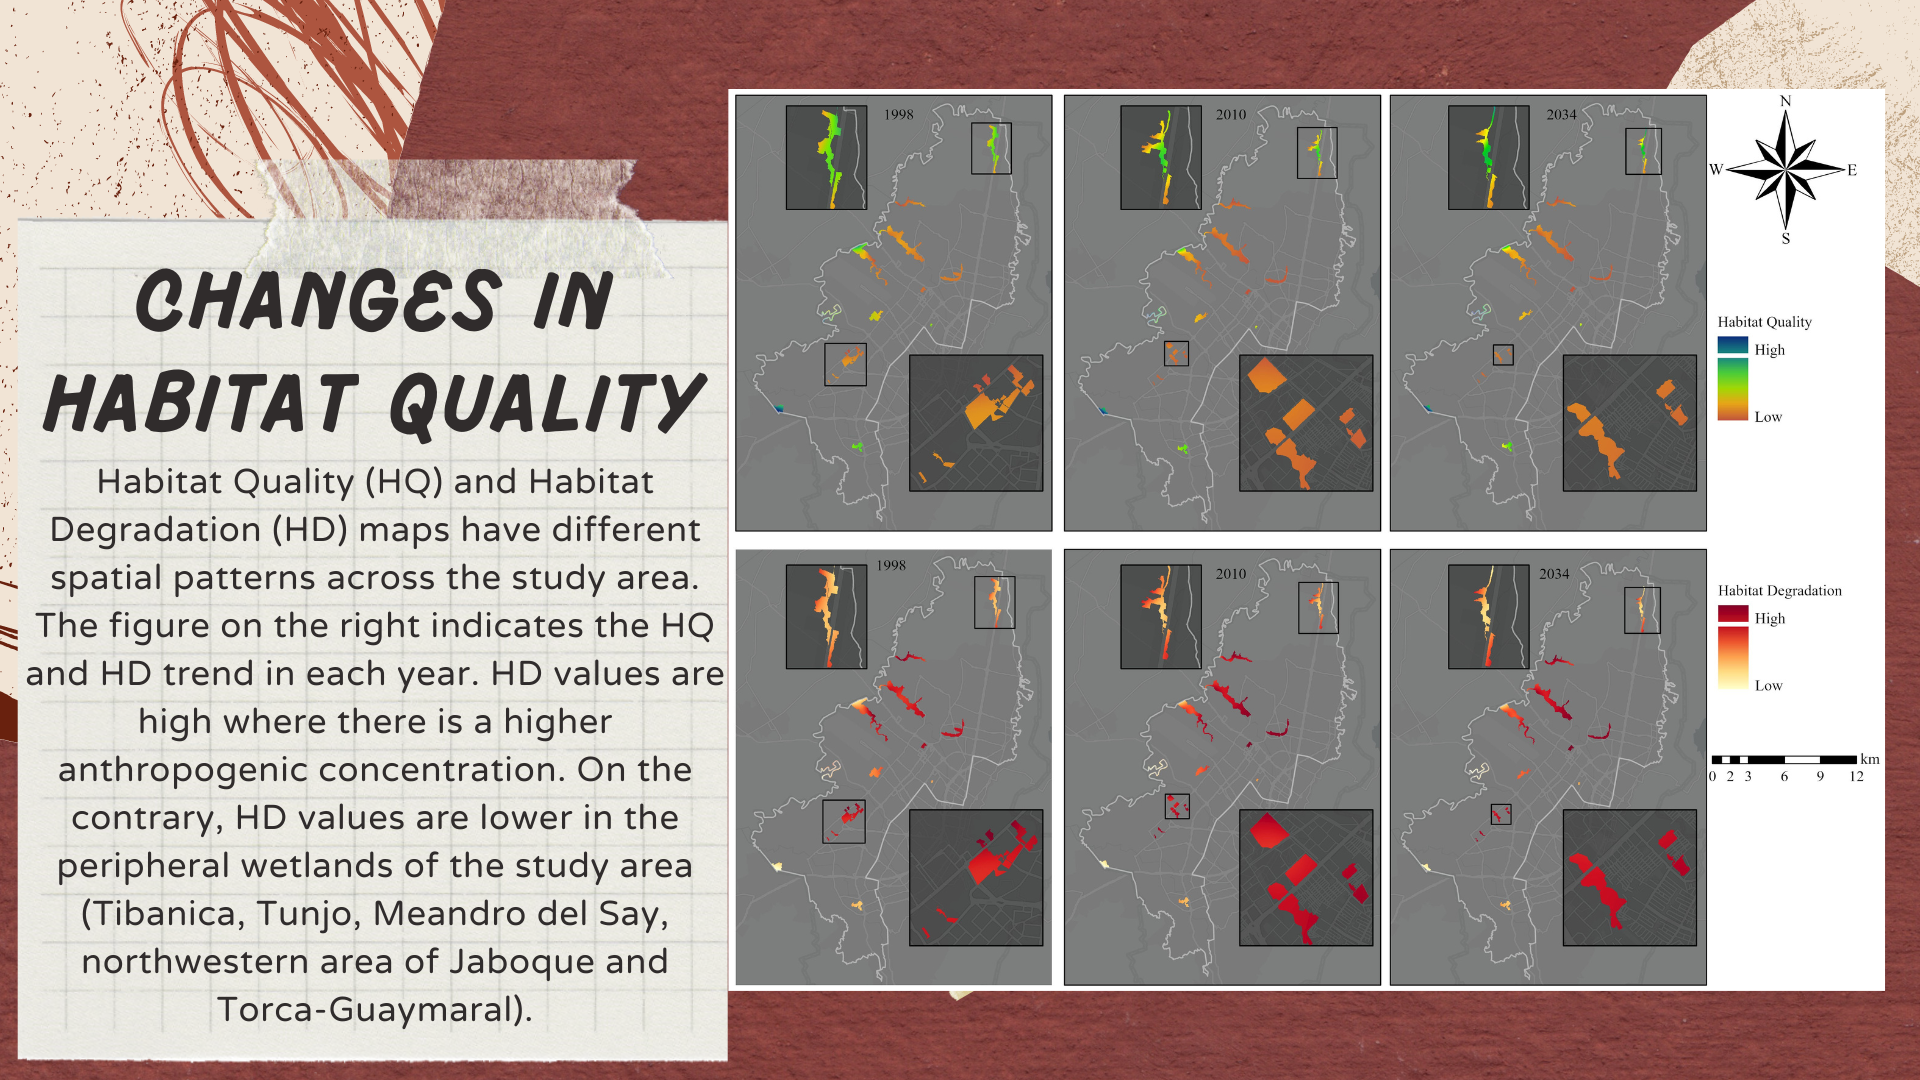 CHANGES IN
HABITAT QUALITY
Habitat Quality (HQ) and Habitat
Degradation (HD) maps have different
spatial patterns across the study area.
The figure on the right indicates the HQ
and HD trend in each year. HD values are
high where there is a higher
anthropogenic concentration. On the
contrary, HD values are lower in the
peripheral wetlands of the study area
(Tibanica, Tunjo, Meandro del Say,
northwestern area of Jaboque and
Torca-Guaymaral).
1998
2010
2034
N
W
E
S
Habitat Quality
High
Low
1998
2010
2034
Habitat Degradation
High
Low
km
0 2 3 6 9 12